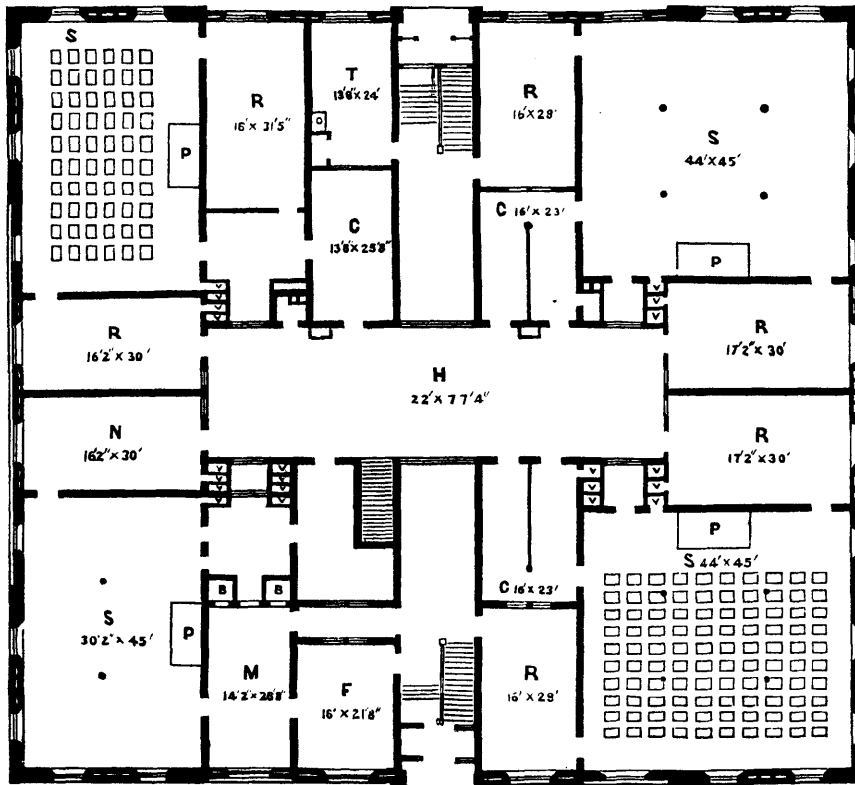 S
P
R
16' X 31'5"
T
13'8" X 24'
R
16' X 29'
S
44' X 45'
P
C
13'8" X 25'8"
C 16' X 23'
V
V
V
V
V
V
V
R
16'2" X 30'
R
17'2" X 30'
H
22' X 77'4"
N
16'2" X 30'
R
17'2" X 30'
V
V
V
V
V
V
V
V
V
V
V
V
V
V
P
S 44' X 45'
B
B
C 16' X 23'
S
30'2" X 45'
P
M
14'2" X 28'8"
F
16' X 21'8"
R
16' X 29'